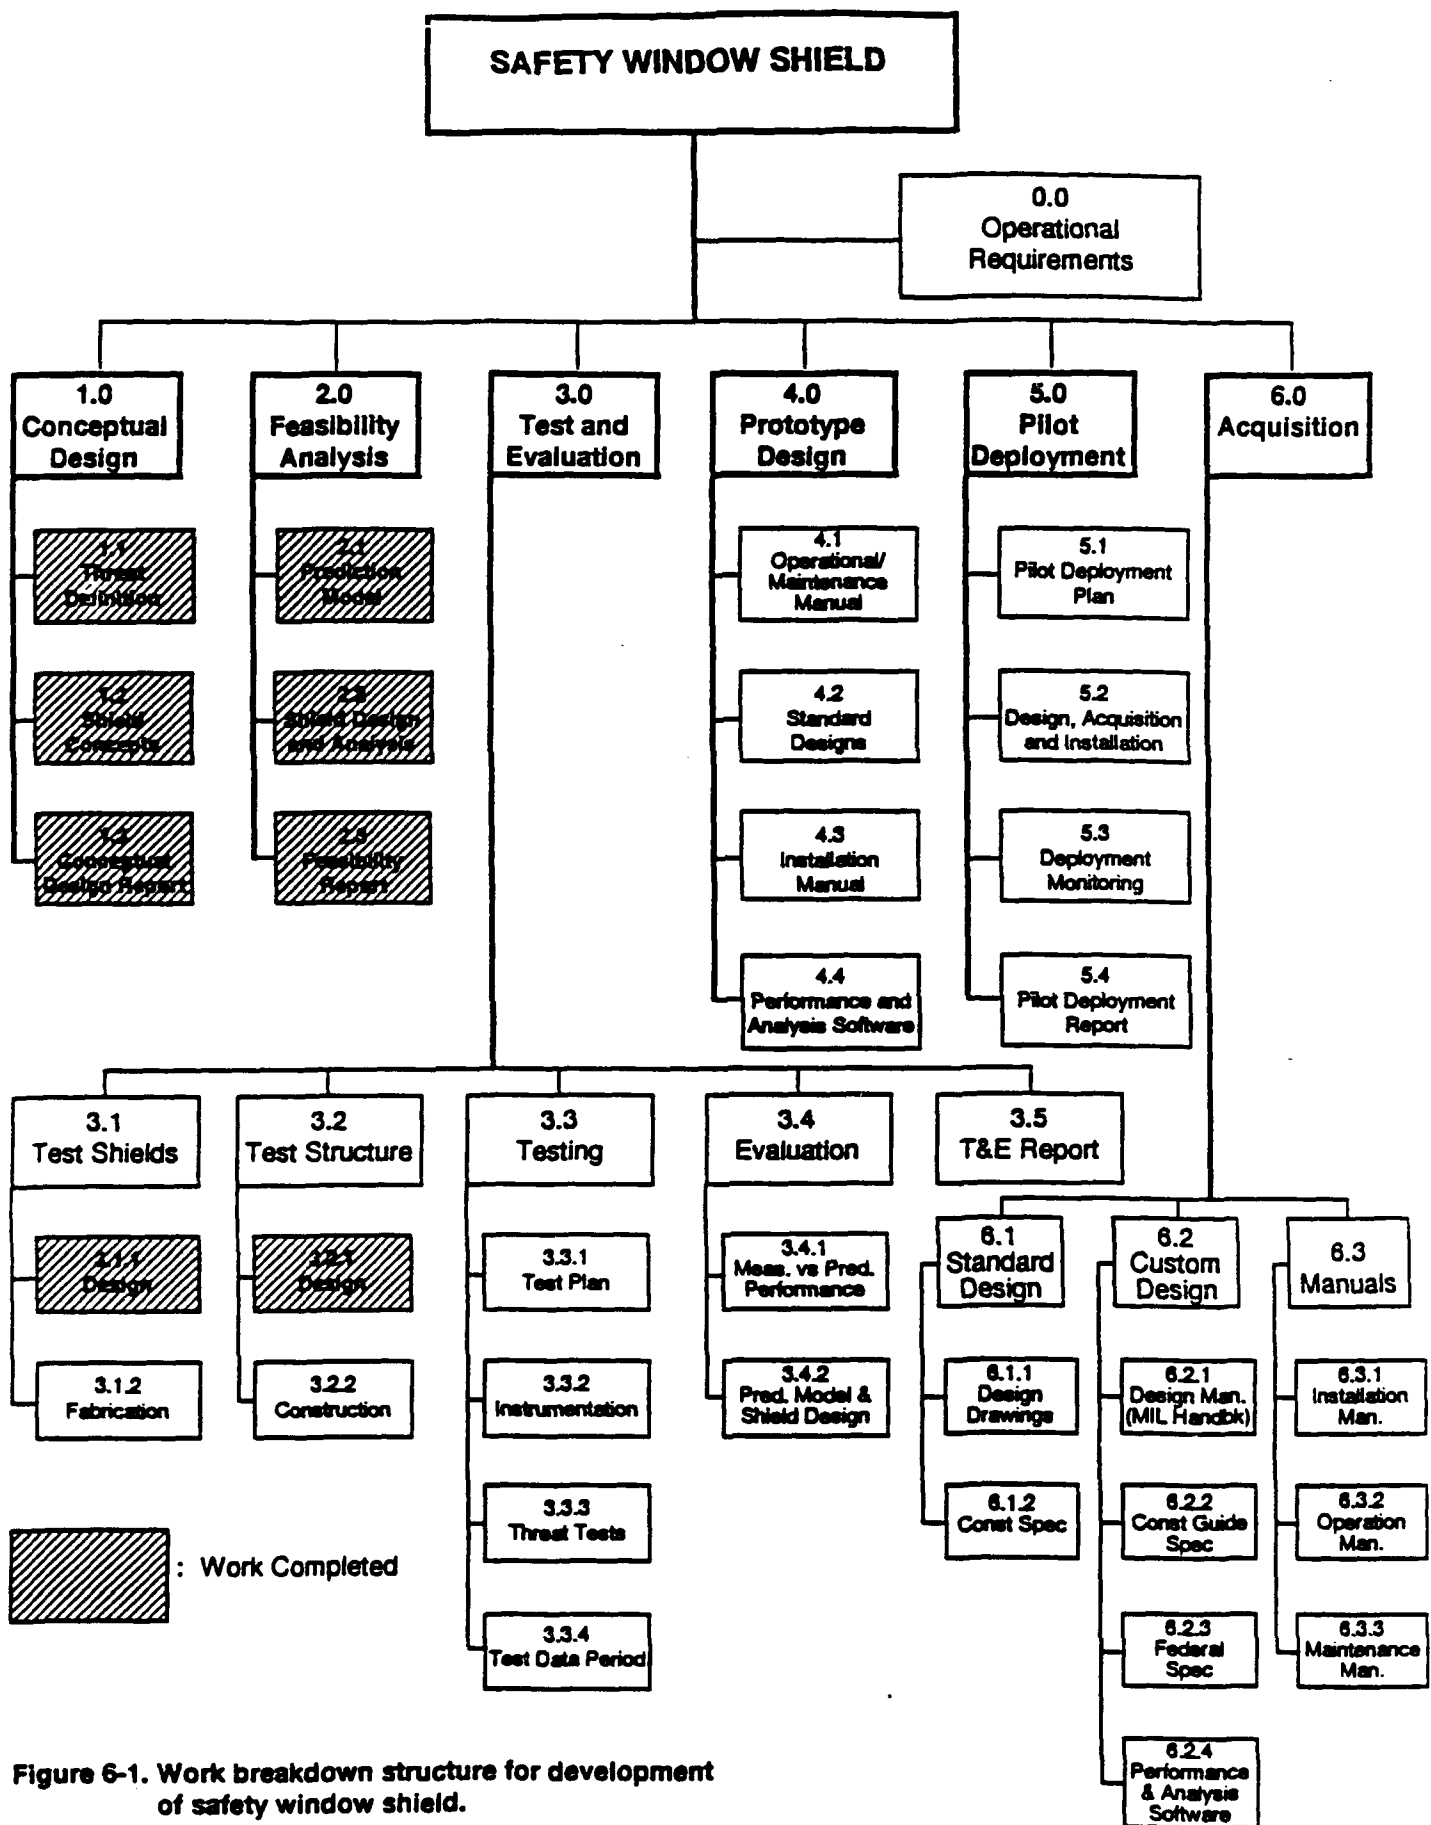 SAFETY WINDOW SHIELD
0.0
Operational
Requirements
1.0
Conceptual
Design
2.0
Feasibility
Analysis
3.0
Test and
Evaluation
4.0
Prototype
Design
5.0
Pilot
Deployment
6.0
Acquisition
1.1
Threat
Definition
2.1
Prediction
Model
4.1
Operational/
Maintenance
Manual
5.1
Pilot Deployment
Plan
1.2
Shield
Concepts
2.2
Shield Design
and Analysis
4.2
Standard
Designs
5.2
Design, Acquisition
and Installation
1.3
Conceptual
Design Report
2.3
Feasibility
Report
4.3
Installation
Manual
5.3
Deployment
Monitoring
4.4
Performance and
Analysis Software
5.4
Pilot Deployment
Report
3.1
Test Shields
3.2
Test Structure
3.3
Testing
3.4
Evaluation
3.5
T&E Report
3.1.1
Design
3.2.1
Design
3.3.1
Test Plan
3.4.1
Meas. vs Pred.
Performance
6.1
Standard
Design
6.2
Custom
Design
6.3
Manuals
3.1.2
Fabrication
3.2.2
Construction
3.3.2
Instrumentation
3.4.2
Pred. Model &
Shield Design
6.1.1
Design
Drawings
6.2.1
Design Man.
(MIL Handbk)
6.3.1
Installation
Man.
3.3.3
Threat Tests
6.1.2
Const Spec
6.2.2
Const Guide
Spec
6.3.2
Operation
Man.
: Work Completed
3.3.4
Test Data Period
6.2.3
Federal
Spec
6.3.3
Maintenance
Man.
6.2.4
Performance
& Analysis
Software
Figure 6-1. Work breakdown structure for development
of safety window shield.